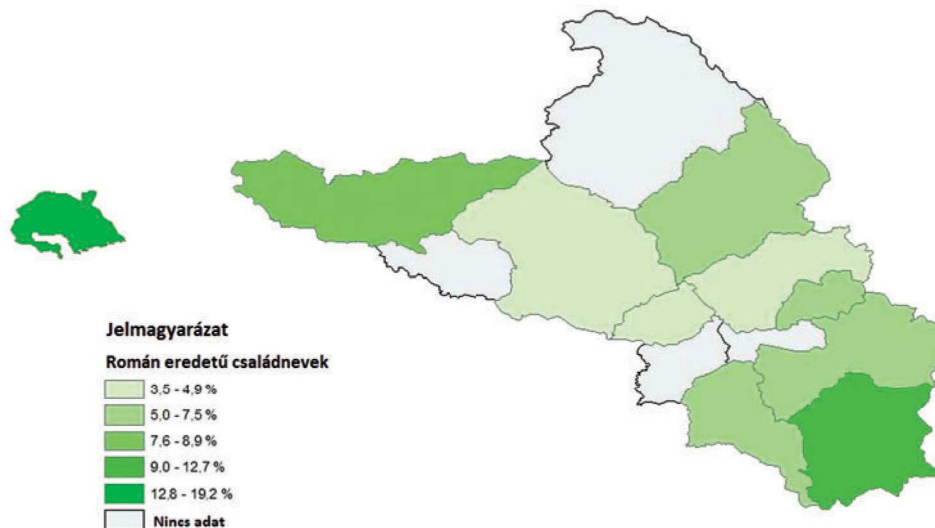 Jelmagyarázat
Román eredetű családnevek
3,5 - 4,9 %
5,0 - 7,5 %
7,6 - 8,9 %
9,0 - 12,7 %
12,8 - 19,2 %
Nincs adat